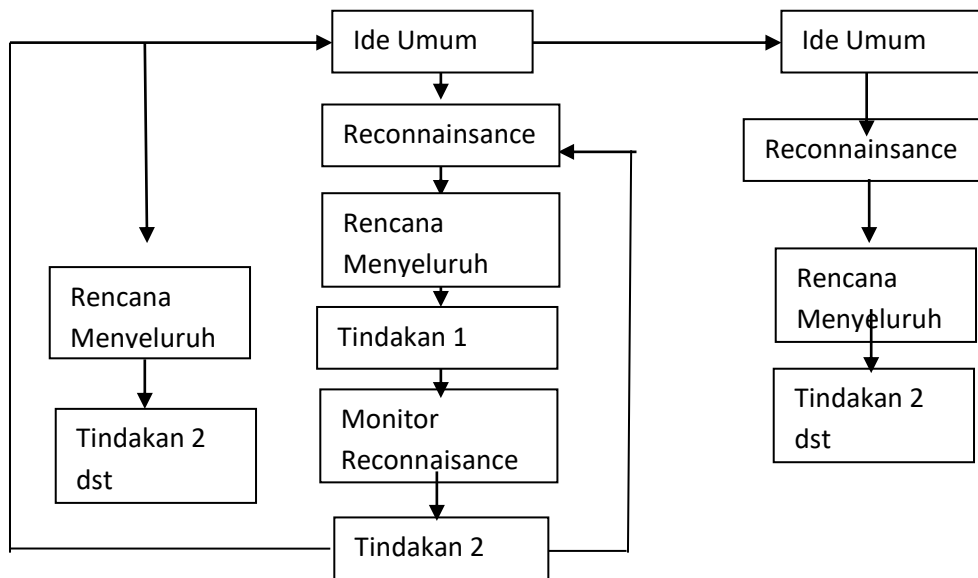 Ide Umum
Ide Umum
Reconnainsance
Reconnainsance
Rencana
Menyeluruh
Rencana
Menyeluruh
Rencana
Menyeluruh
Tindakan 1
Tindakan 2
dst
Monitor
Reconnaisance
Tindakan 2
dst
Tindakan 2